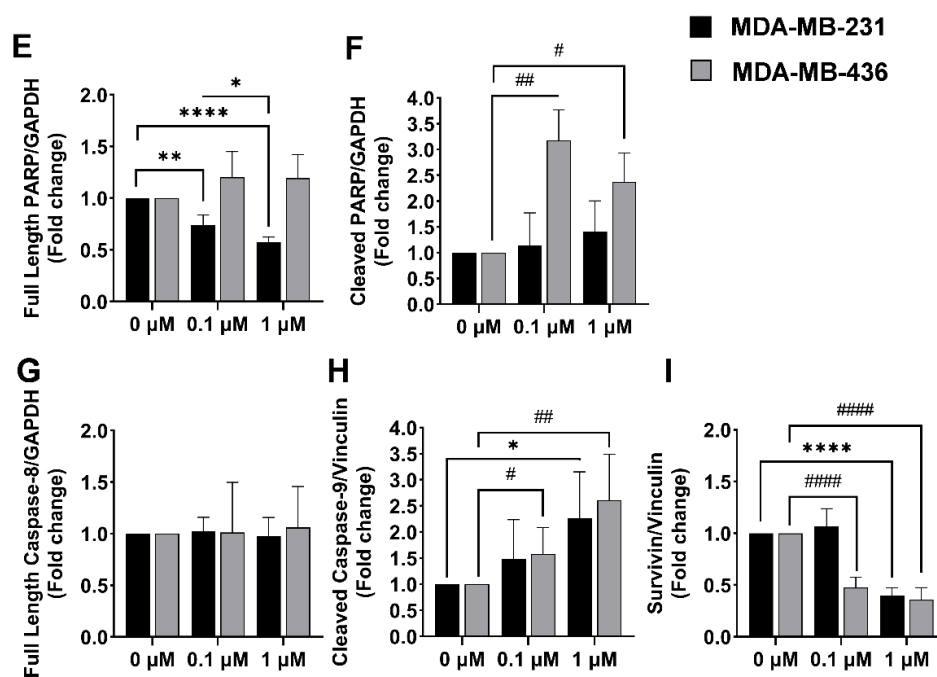 MDA-MB-231
MDA-MB-436
E
Full Length PARP/GAPDH
(Fold change)
2.0
1.5
1.0
0.5
0.0
*
****
**
0 µM
0.1 µM
1 µM
F
Cleaved PARP/GAPDH
(Fold change)
4.0
3.5
3.0
2.5
2.0
1.5
1.0
0.5
0.0
#
##
0 µM
0.1 µM
1 µM
G
Full Length Caspase-8/GAPDH
(Fold change)
2.0
1.5
1.0
0.5
0.0
0 µM
0.1 µM
1 µM
H
Cleaved Caspase-9/Vinculin
(Fold change)
4.0
3.5
3.0
2.5
2.0
1.5
1.0
0.5
0.0
##
*
#
0 µM
0.1 µM
1 µM
I
Survivin/Vinculin
(Fold change)
2.0
1.5
1.0
0.5
0.0
####
****
####
0 µM
0.1 µM
1 µM